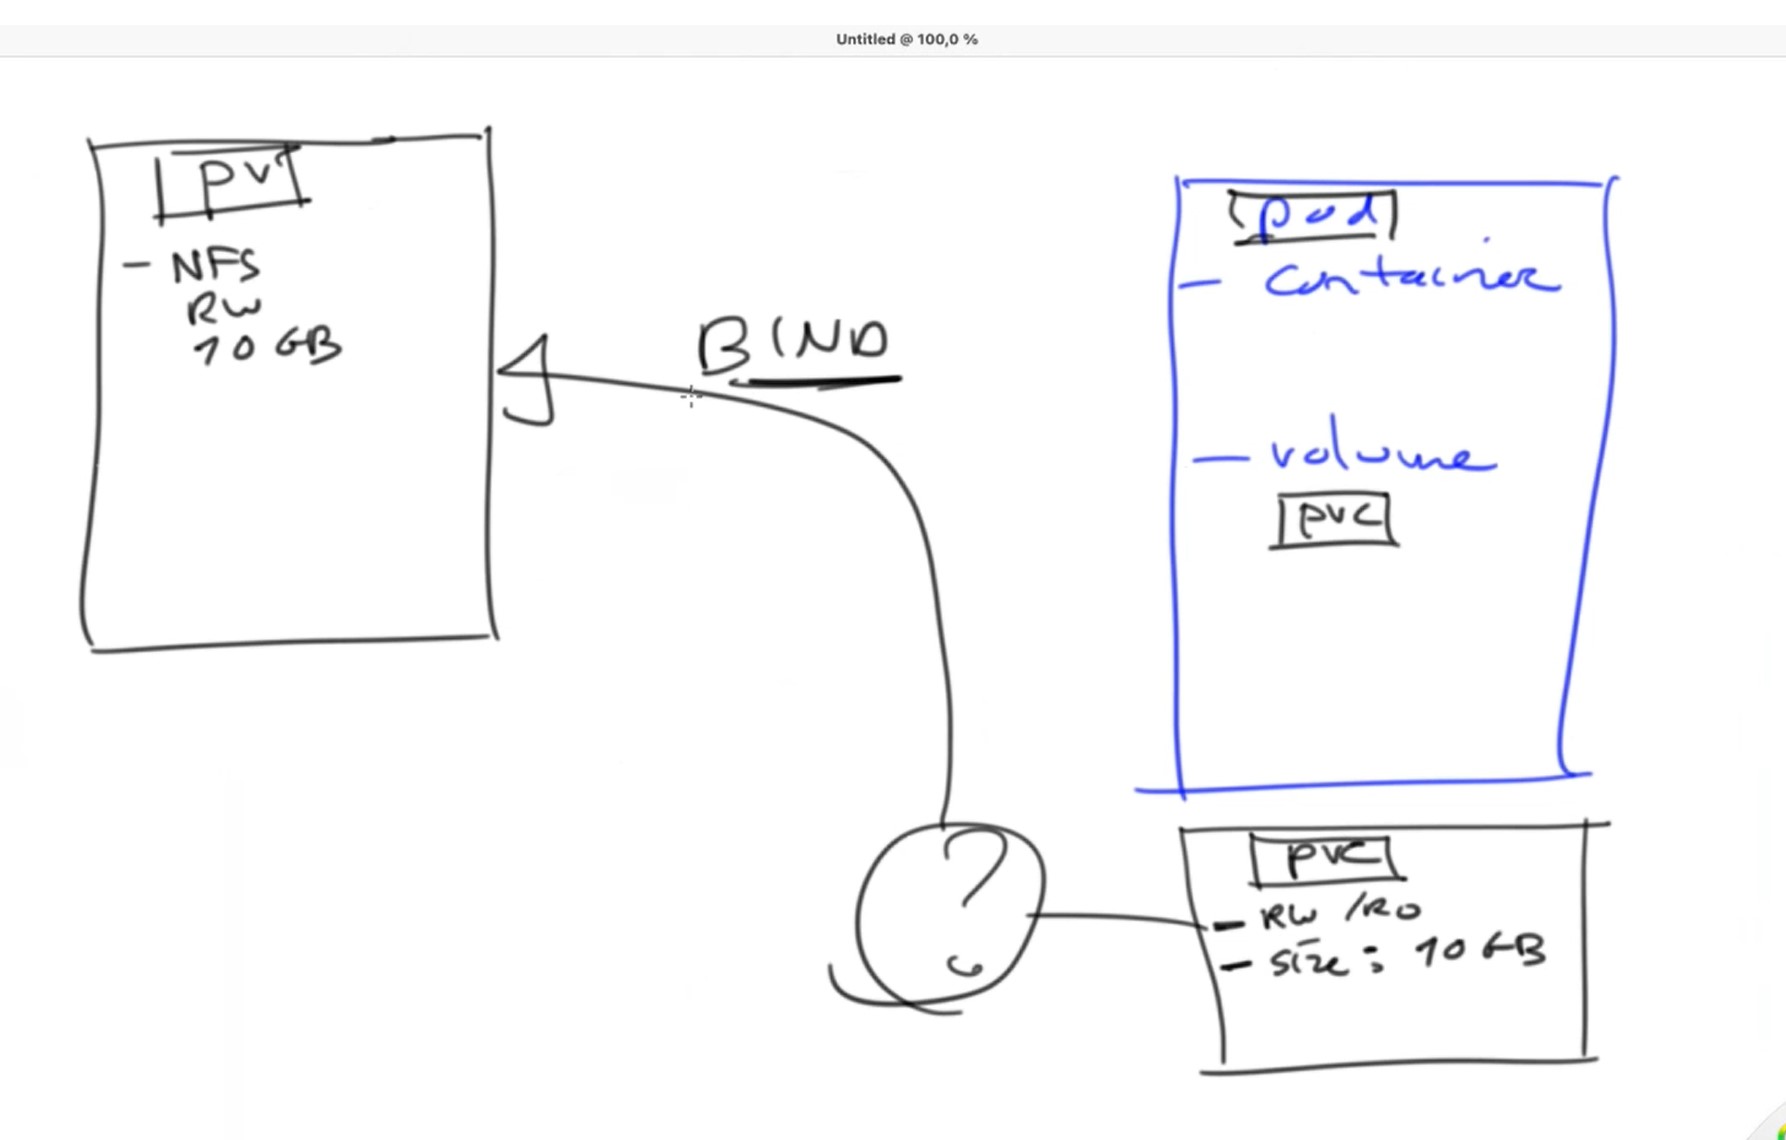 Untitled @ 100,0 %
pv
- NFS
RW
10 GB
BIND
pod
- container
- volume
pvc
?
pvc
- RW /RO
- size: 10 GB